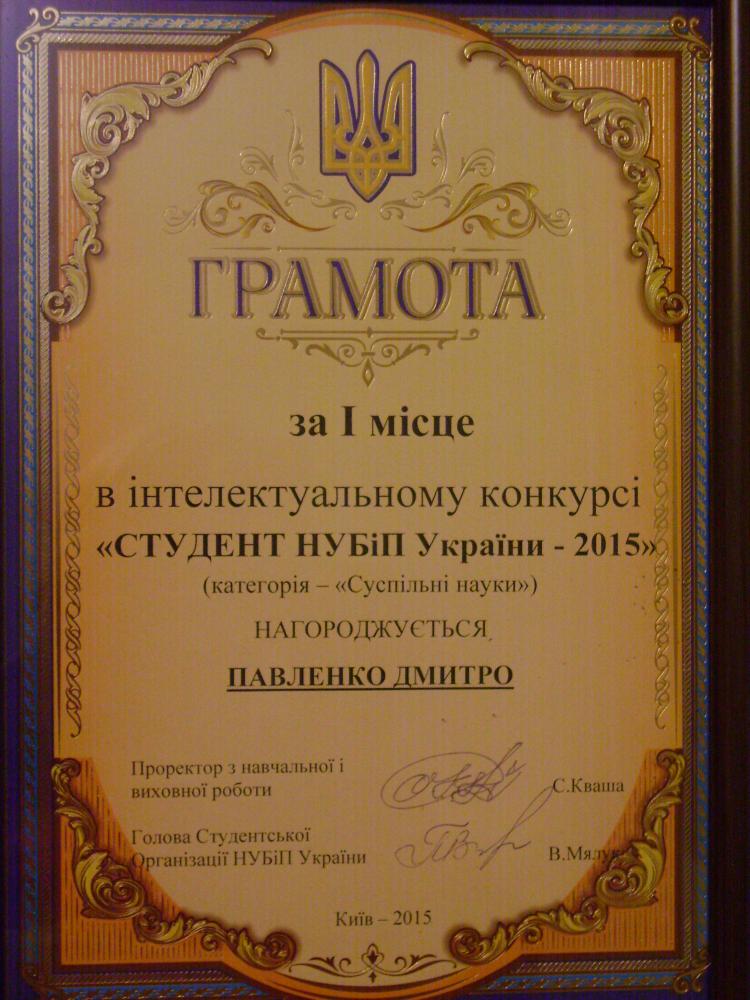 ГРАМОТА
за І місце
в інтелектуальному конкурсі
«СТУДЕНТ НУБіП України - 2015»
(категорія – «Суспільні науки»)
НАГОРОДЖУЄТЬСЯ
ПАВЛЕНКО ДМИТРО
Проректор з навчальної і
виховної роботи
С.Кваша
Голова Студентської
Організації НУБіП України
В.
Київ – 2015